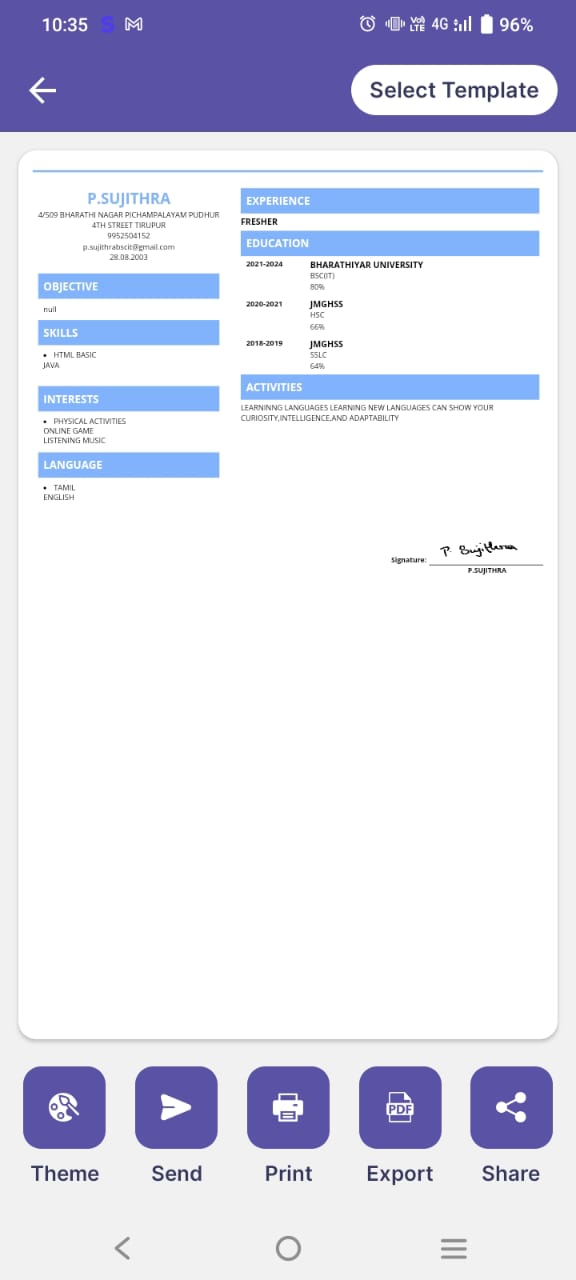 10:35 S M VoD LTE 4G 96%
Select Template
P.SUJITHRA
4/509 BHARATHI NAGAR PICHAMPALAYAM PUDHUR
4TH STREET TIRUPUR
9952504152
p.sujithrabscit@gmail.com
28.08.2003
OBJECTIVE
null
SKILLS
• HTML BASIC
JAVA
INTERESTS
• PHYSICAL ACTIVITIES
ONLINE GAME
LISTENING MUSIC
LANGUAGE
• TAMIL
ENGLISH
EXPERIENCE
FRESHER
EDUCATION
2021-2024 BHARATHIYAR UNIVERSITY
BSC(IT)
80%
2020-2021 JMGHSS
HSC
66%
2018-2019 JMGHSS
SSLC
64%
ACTIVITIES
LEARNINNG LANGUAGES LEARNING NEW LANGUAGES CAN SHOW YOUR
CURIOSITY,INTELLIGENCE,AND ADAPTABILITY
P. Sujithra
Signature:
P.SUJITHRA
PDF
Theme Send Print Export Share